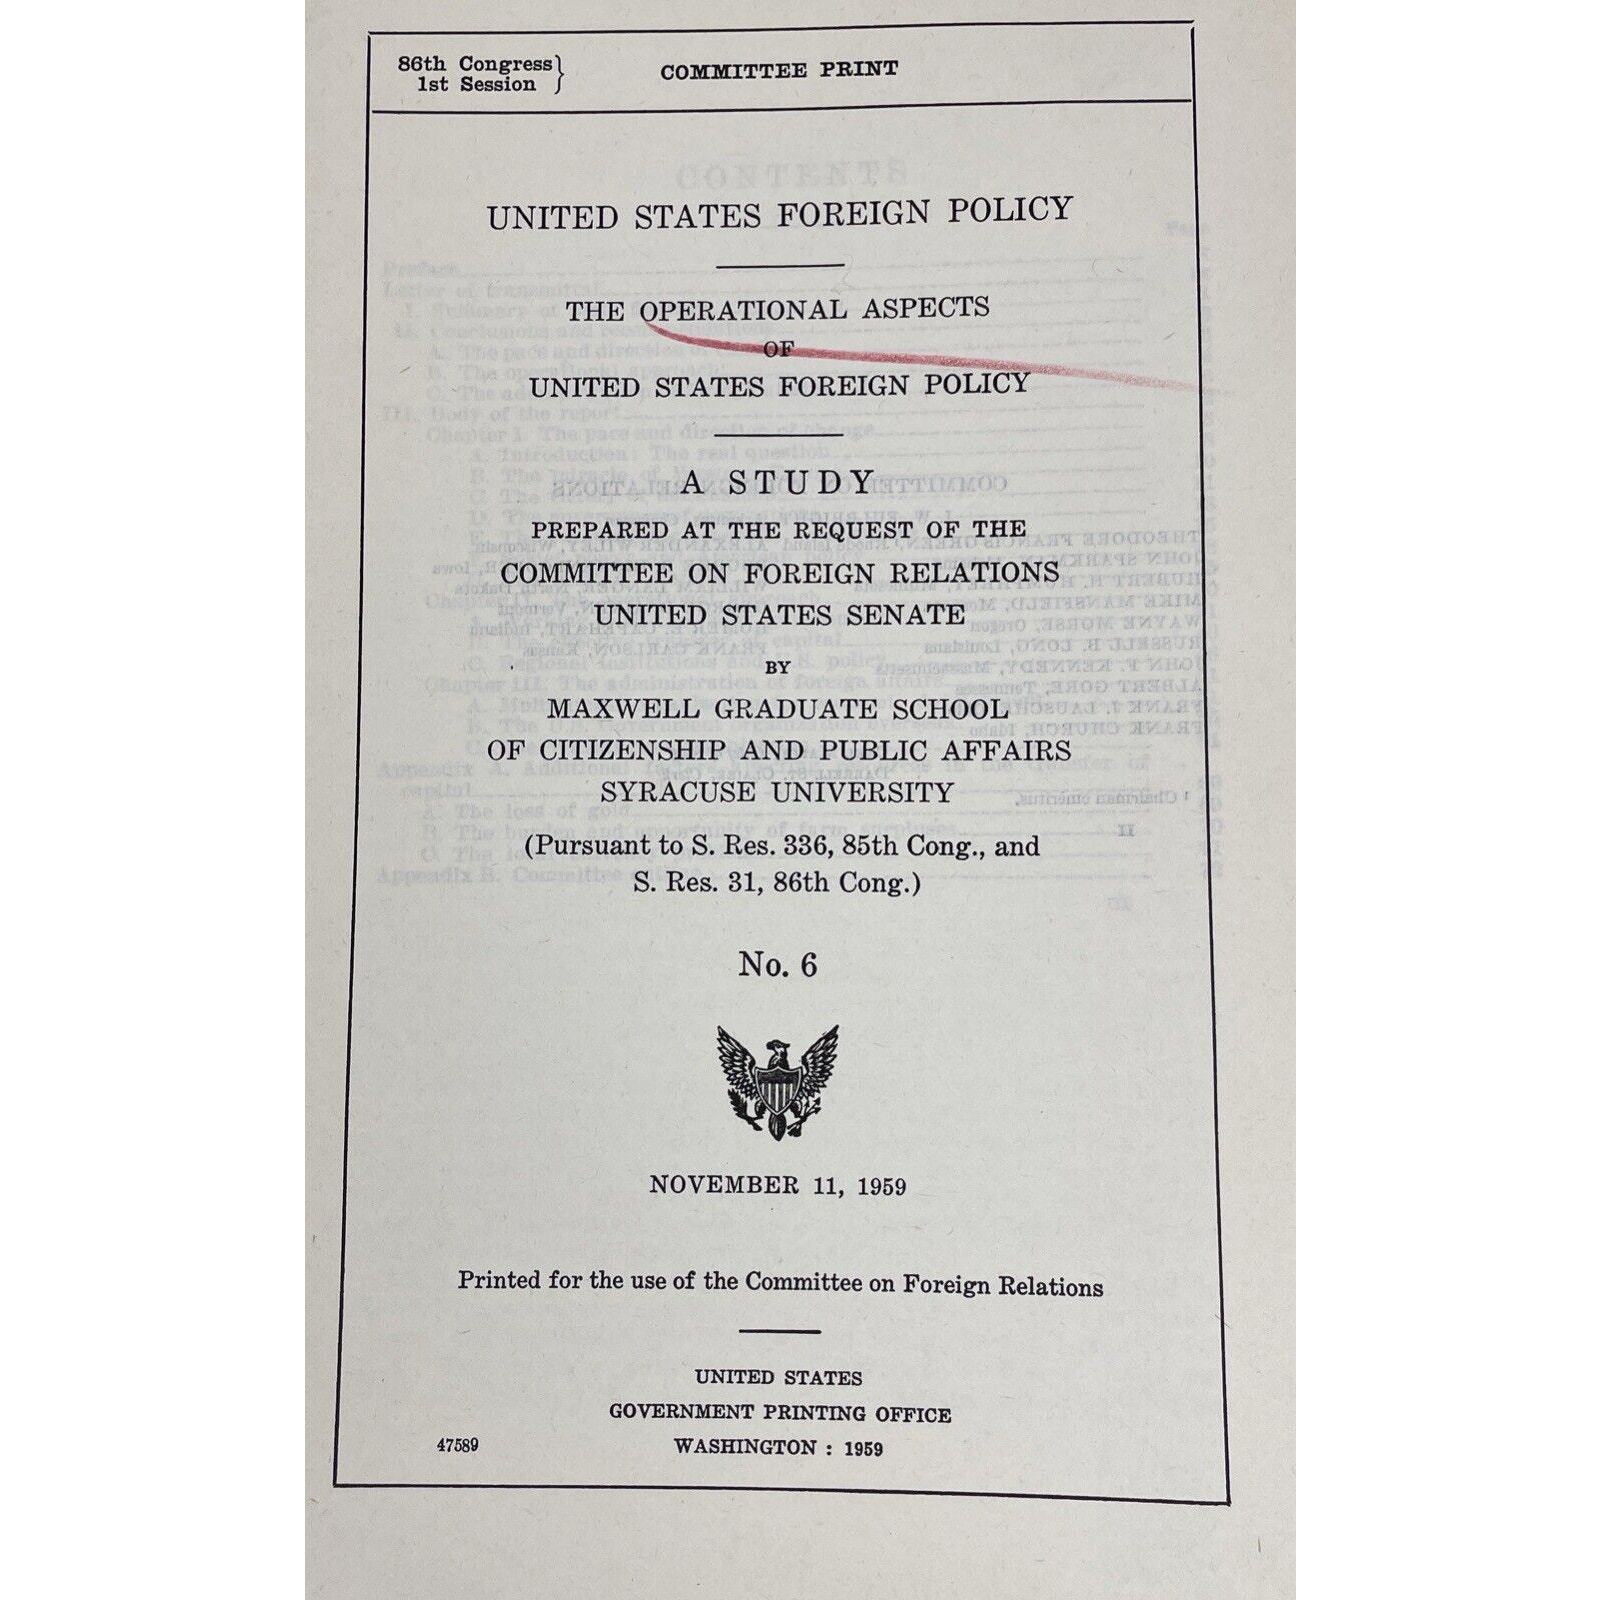 86th Congress
1st Session
COMMITTEE PRINT
UNITED STATES FOREIGN POLICY
THE OPERATIONAL ASPECTS
OF
UNITED STATES FOREIGN POLICY
A STUDY
PREPARED AT THE REQUEST OF THE
COMMITTEE ON FOREIGN RELATIONS
UNITED STATES SENATE
BY
MAXWELL GRADUATE SCHOOL
OF CITIZENSHIP AND PUBLIC AFFAIRS
SYRACUSE UNIVERSITY
(Pursuant to S. Res. 336, 85th Cong., and
S. Res. 31, 86th Cong.)
No. 6
NOVEMBER 11, 1959
Printed for the use of the Committee on Foreign Relations
UNITED STATES
GOVERNMENT PRINTING OFFICE
47589 WASHINGTON : 1959